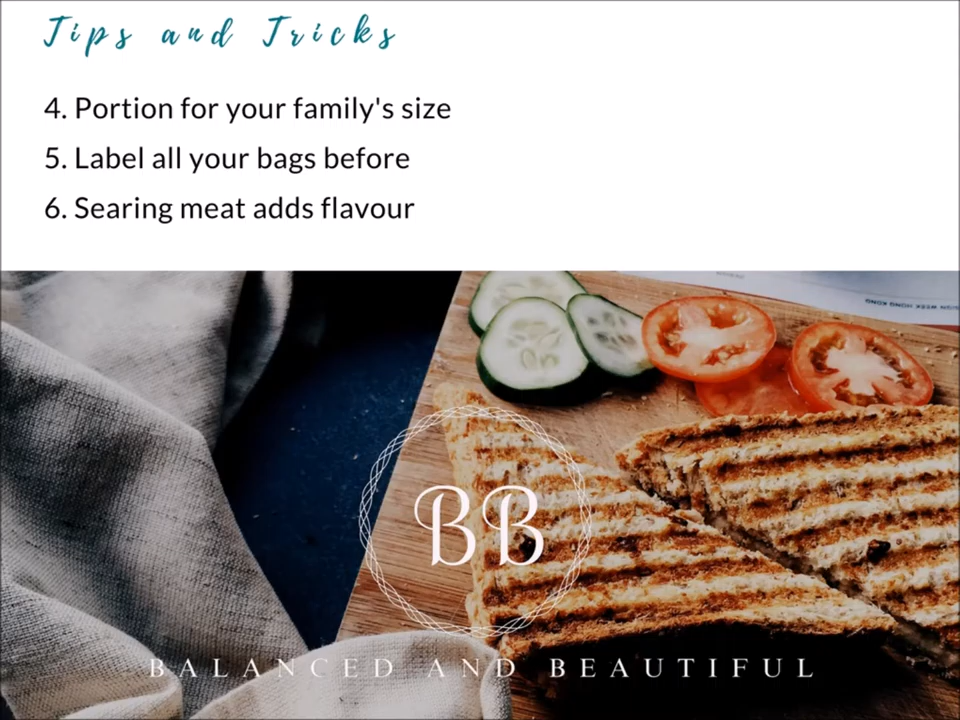 Tips and Tricks
4. Portion for your family's size
5. Label all your bags before
6. Searing meat adds flavour
BB
BALANCED AND BEAUTIFUL